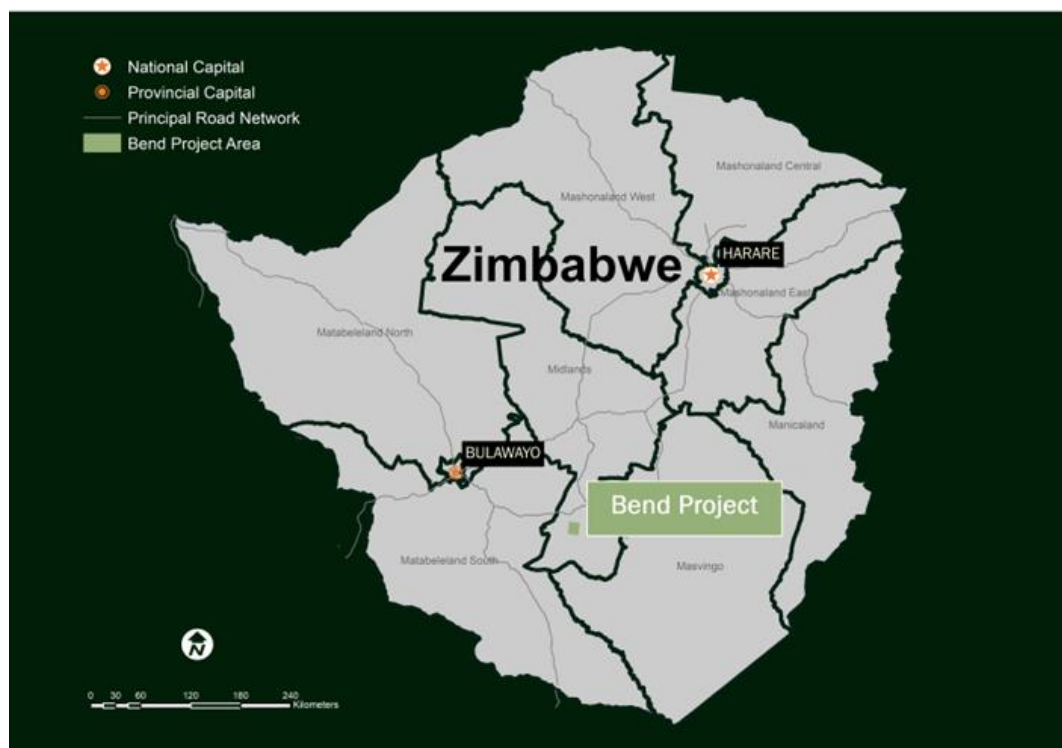 National Capital
Provincial Capital
Principal Road Network
Bend Project Area
Mashonaland Central
Mashonaland West
HARARE
Zimbabwe
Mashonaland East
Matabeleland North
Midlands
Manicaland
BULAWAYO
Bend Project
Matabeleland South
Masvingo
N
0 30 60 120 180 240
Kilometers